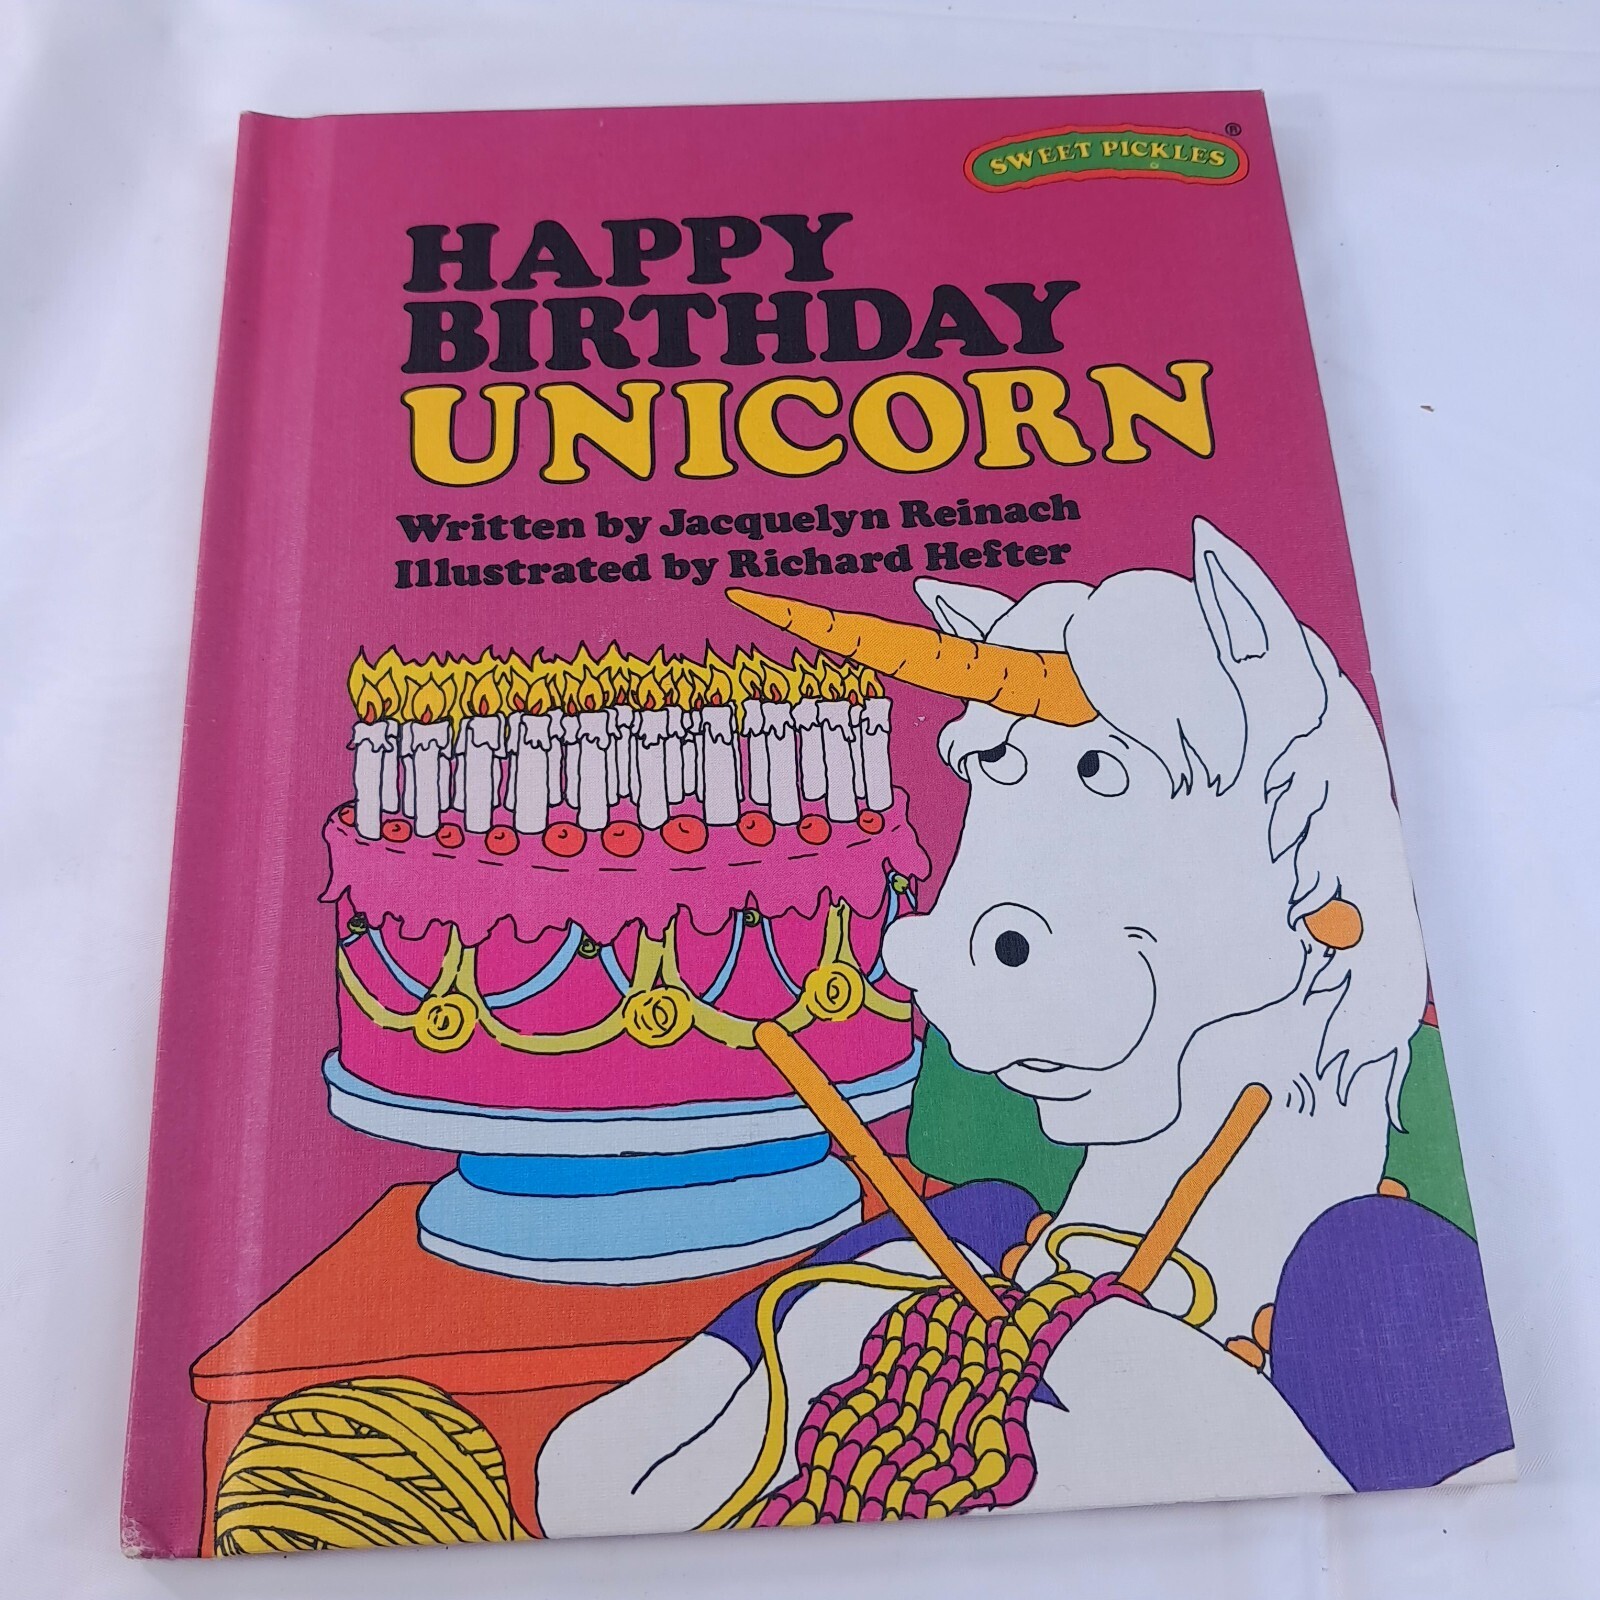 SWEET PICKLES ®
HAPPY
BIRTHDAY
UNICORN
Written by Jacquelyn Reinach
Illustrated by Richard Hefter